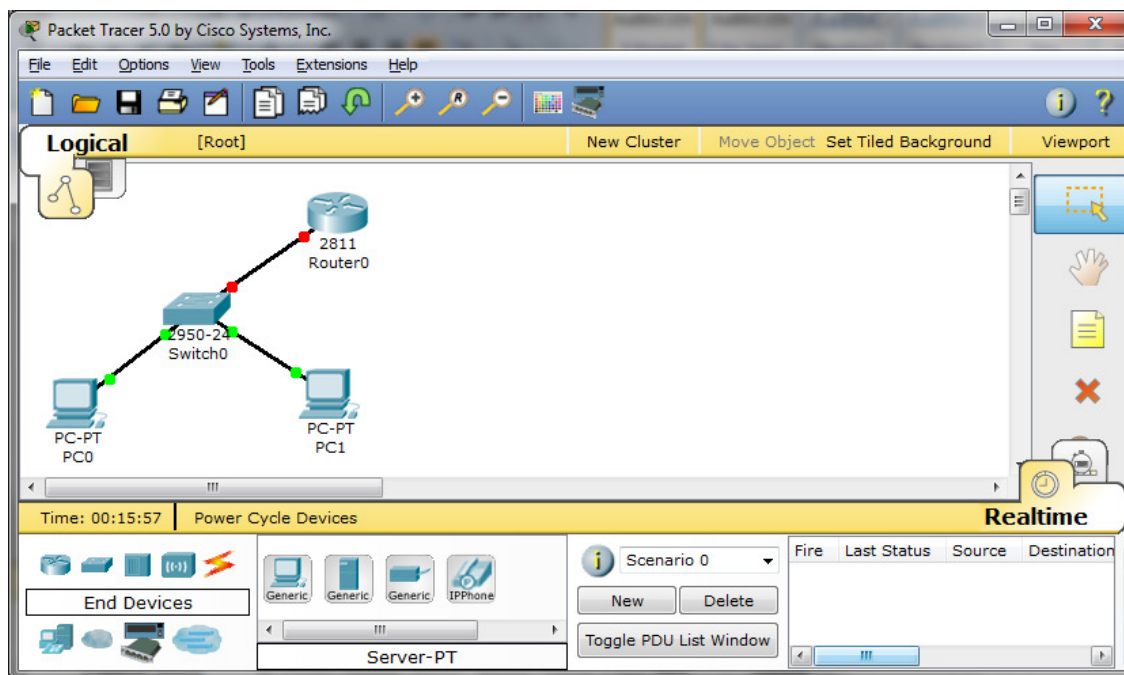 Packet Tracer 5.0 by Cisco Systems, Inc.
File Edit Options View Tools Extensions Help
Logical [Root] New Cluster Move Object Set Tiled Background Viewport
2811
Router0
2950-24
Switch0
PC-PT
PC0
PC-PT
PC1
Time: 00:15:57 Power Cycle Devices Realtime
End Devices
Generic Generic Generic IPPhone
Server-PT
Scenario 0
New Delete
Toggle PDU List Window
Fire Last Status Source Destination